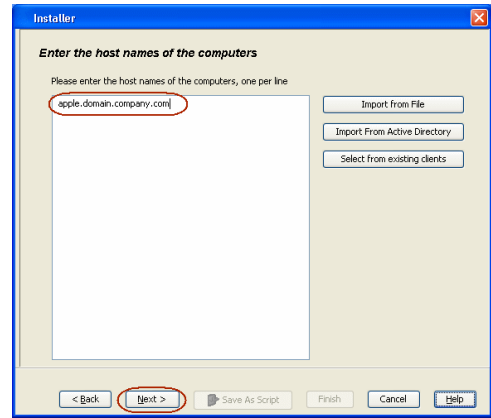 Installer
Enter the host names of the computers
Please enter the host names of the computers, one per line
apple.domain.company.com
Import from File
Import From Active Directory
Select from existing clients
< Back Next > Save As Script Finish Cancel Help